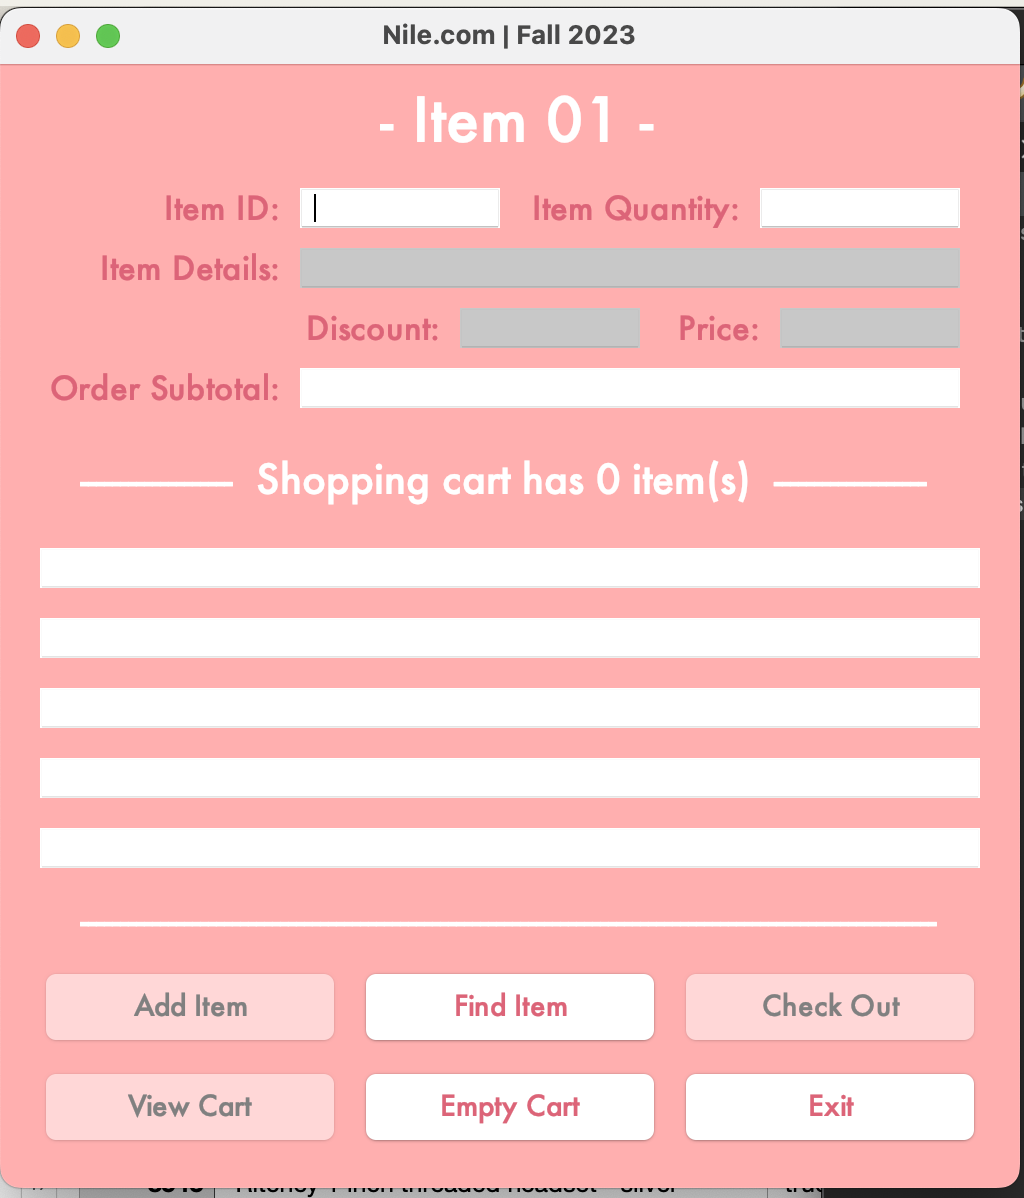 Nile.com | Fall 2023
- Item 01 -
Item ID: Item Quantity:
Item Details:
Discount: Price:
Order Subtotal:
Shopping cart has 0 item(s)
Add Item Find Item Check Out
View Cart Empty Cart Exit